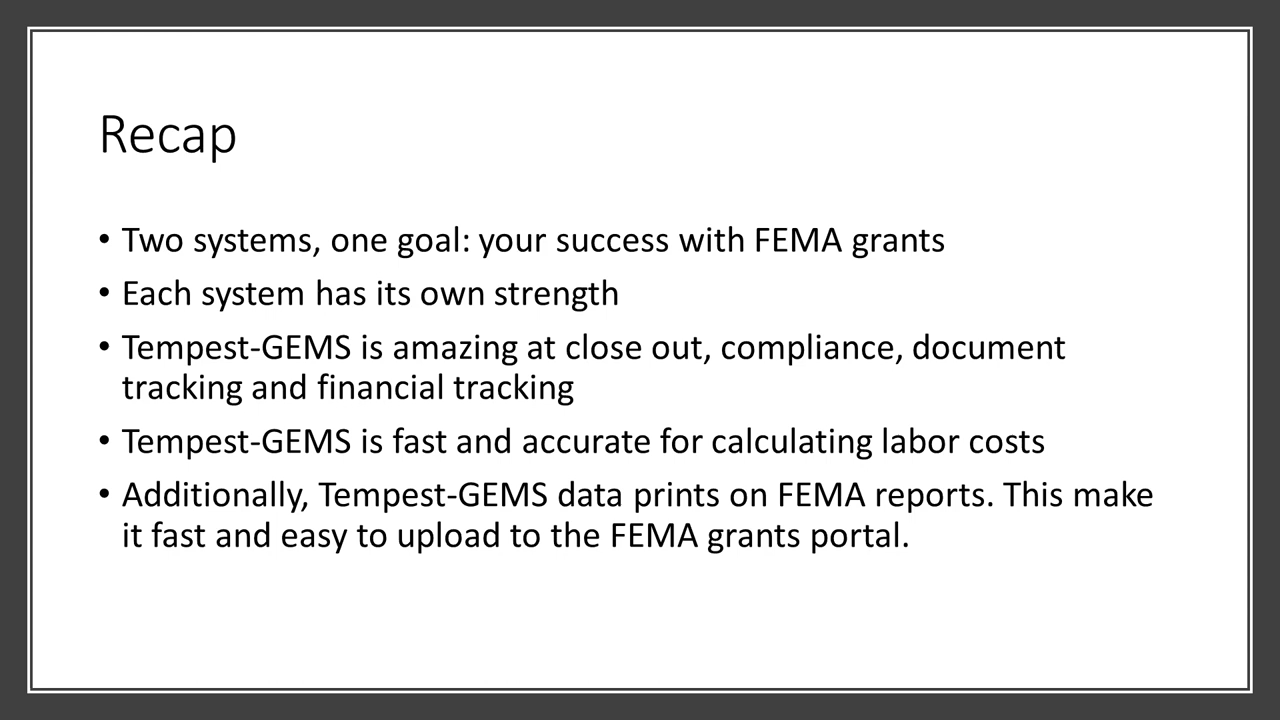 Recap
• Two systems, one goal: your success with FEMA grants
• Each system has its own strength
• Tempest-GEMS is amazing at close out, compliance, document
tracking and financial tracking
• Tempest-GEMS is fast and accurate for calculating labor costs
• Additionally, Tempest-GEMS data prints on FEMA reports. This make
it fast and easy to upload to the FEMA grants portal.